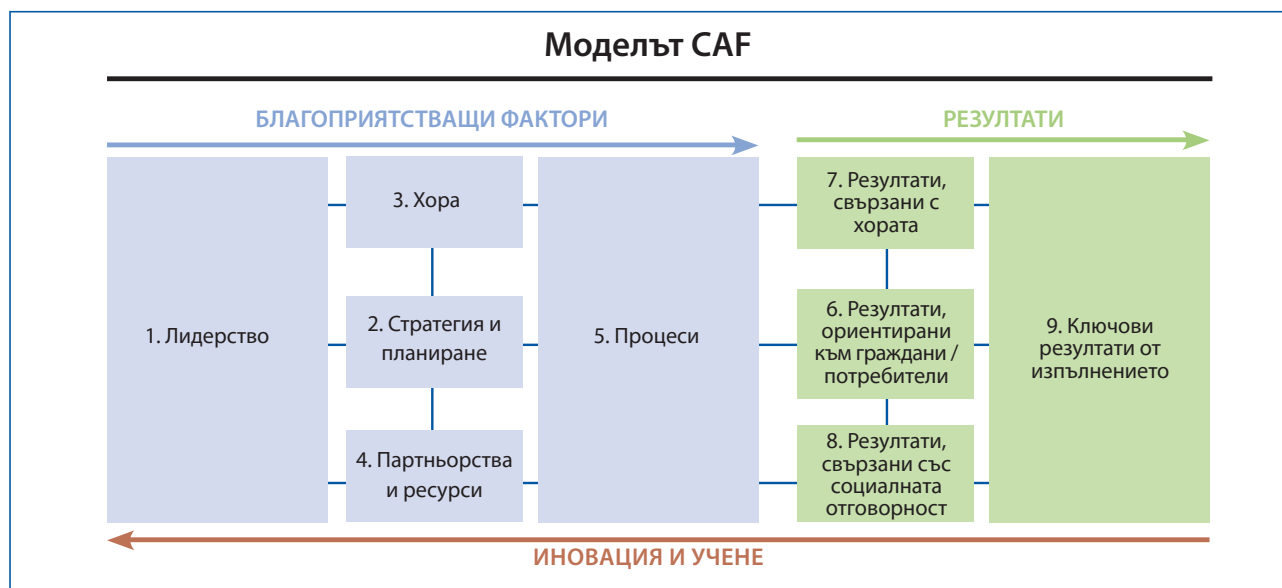 Моделът CAF
БЛАГОПРИЯТСТВАЩИ ФАКТОРИ
РЕЗУЛТАТИ
1. Лидерство
3. Хора
2. Стратегия и
планиране
4. Партньорства
и ресурси
5. Процеси
7. Резултати,
свързани с
хората
6. Резултати,
ориентирани
към граждани /
потребители
8. Резултати,
свързани със
социалната
отговорност
9. Ключови
резултати от
изпълнението
ИНОВАЦИЯ И УЧЕНЕ